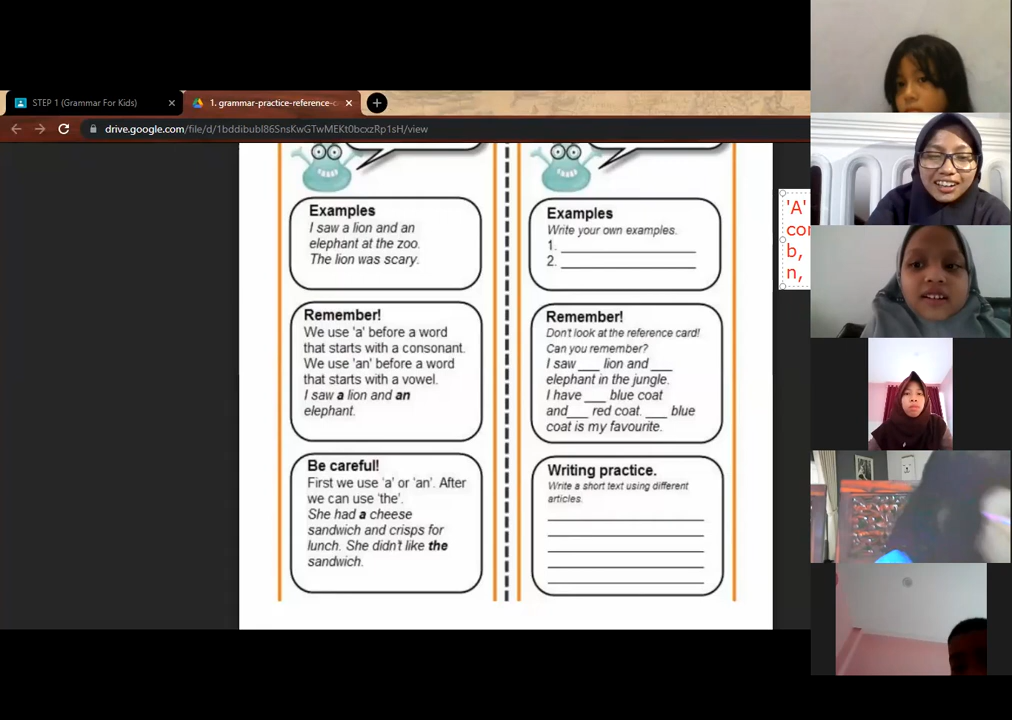 STEP 1 (Grammar For Kids)
1. grammar-practice-reference-c
drive.google.com/file/d/1bddibubl86SnsKwGTwMEKt0bcxzRp1sH/view
Examples
I saw a lion and an
elephant at the zoo.
The lion was scary.
Remember!
We use 'a' before a word
that starts with a consonant.
We use 'an' before a word
that starts with a vowel.
I saw a lion and an
elephant.
Be careful!
First we use 'a' or 'an'. After
we can use 'the'.
She had a cheese
sandwich and crisps for
lunch. She didn't like the
sandwich.
Examples
Write your own examples.
1. ____________________
2. ____________________
Remember!
Don't look at the reference card!
Can you remember?
I saw ___ lion and ___
elephant in the jungle.
I have ___ blue coat
and___ red coat. ___ blue
coat is my favourite.
Writing practice.
Write a short text using different
articles.
'A'
con
b,
n,